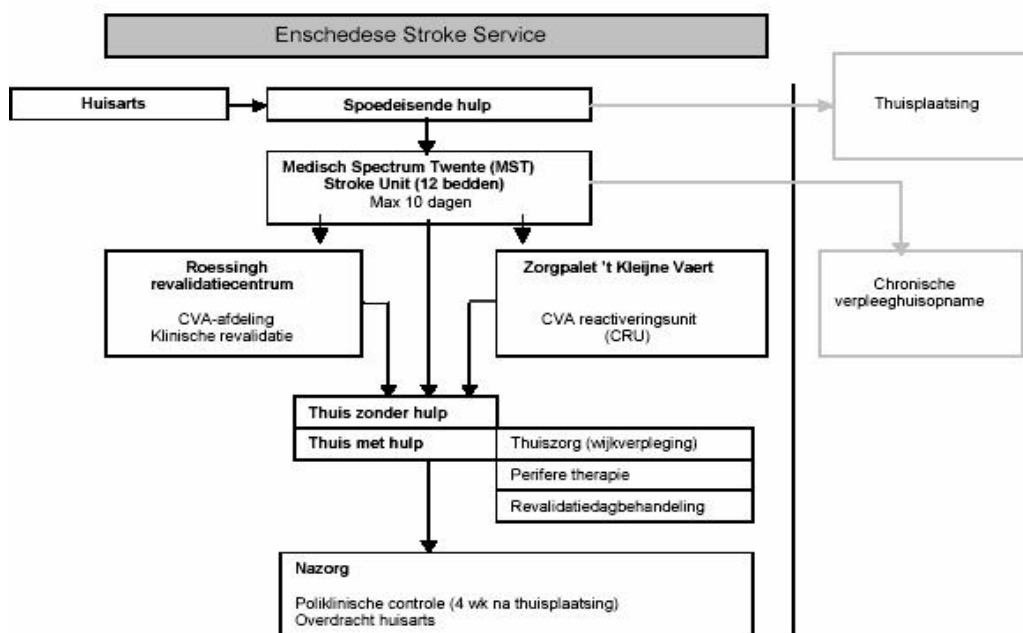 Enschedese Stroke Service
Huisarts
Spoedeisende hulp
Thuisplaatsing
Medisch Spectrum Twente (MST)
Stroke Unit (12 bedden)
Max 10 dagen
Roessingh
revalidatiecentrum
CVA-afdeling
Klinische revalidatie
Zorgpalet 't Kleijne Vaert
CVA reactiveringsunit
(CRU)
Chronische
verpleeghuisopname
Thuis zonder hulp
Thuis met hulp
Thuiszorg (wijkverpleging)
Perifere therapie
Revalidatiedagbehandeling
Nazorg
Poliklinische controle (4 wk na thuisplaatsing)
Overdracht huisarts